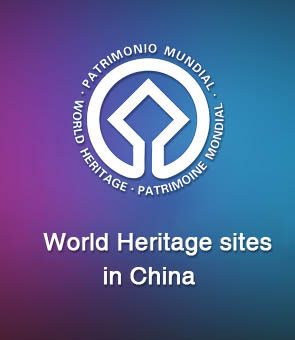 · PATRIMONIO MUNDIAL ·
WORLD HERITAGE · PATRIMOINE MONDIAL
World Heritage sites
in China